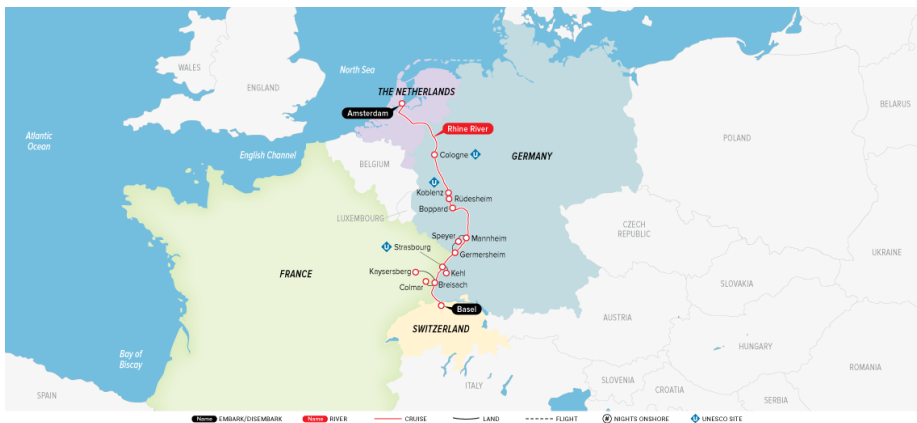 North Sea
WALES
ENGLAND
THE NETHERLANDS
Amsterdam
Rhine River
BELARUS
Atlantic
Ocean
POLAND
English Channel
BELGIUM
Cologne
GERMANY
Koblenz
Rüdesheim
Boppard
LUXEMBOURG
CZECH
REPUBLIC
Speyer
Mannheim
Strasbourg
Germersheim
UKRAINE
FRANCE
Kaysersberg
Kehl
Colmar
Breisach
SLOVAKIA
Basel
AUSTRIA
SWITZERLAND
HUNGARY
Bay of
Biscay
ROMANIA
SPAIN
ITALY
SLOVENIA
CROATIA
SERBIA
Name EMBARK/DISEMBARK Name RIVER CRUISE LAND FLIGHT # NIGHTS ONSHORE U UNESCO SITE